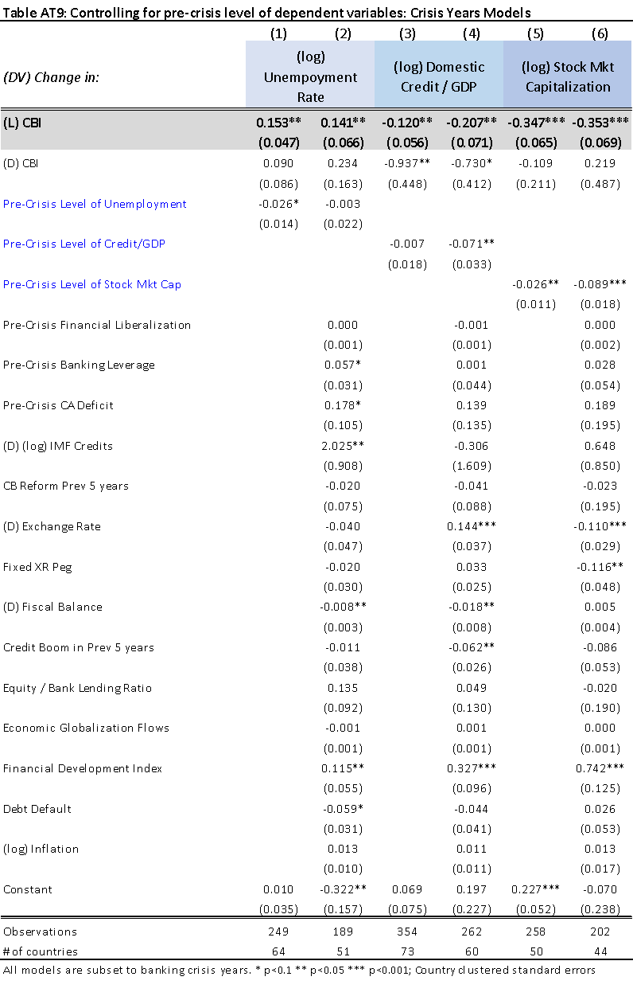 Table AT9: Controlling for pre-crisis level of dependent variables: Crisis Years Models
(1) (2) (3) (4) (5) (6)
(DV) Change in: (log) Unempoyment Rate (log) Domestic Credit / GDP (log) Stock Mkt Capitalization
(L) CBI 0.153** 0.141** -0.120** -0.207** -0.347*** -0.353***
(0.047) (0.066) (0.056) (0.071) (0.065) (0.069)
(D) CBI 0.090 0.234 -0.937** -0.730* -0.109 0.219
(0.086) (0.163) (0.448) (0.412) (0.211) (0.487)
Pre-Crisis Level of Unemployment -0.026* -0.003
(0.014) (0.022)
Pre-Crisis Level of Credit/GDP -0.007 -0.071**
(0.018) (0.033)
Pre-Crisis Level of Stock Mkt Cap -0.026** -0.089***
(0.011) (0.018)
Pre-Crisis Financial Liberalization 0.000 -0.001 0.000
(0.001) (0.001) (0.002)
Pre-Crisis Banking Leverage 0.057* 0.001 0.028
(0.031) (0.044) (0.054)
Pre-Crisis CA Deficit 0.178* 0.139 0.189
(0.105) (0.135) (0.195)
(D) (log) IMF Credits 2.025** -0.306 0.648
(0.908) (1.609) (0.850)
CB Reform Prev 5 years -0.020 -0.041 -0.023
(0.075) (0.088) (0.195)
(D) Exchange Rate -0.040 0.144*** -0.110***
(0.047) (0.037) (0.029)
Fixed XR Peg -0.020 0.033 -0.116**
(0.030) (0.025) (0.048)
(D) Fiscal Balance -0.008** -0.018** 0.005
(0.003) (0.008) (0.004)
Credit Boom in Prev 5 years -0.011 -0.062** -0.086
(0.038) (0.026) (0.053)
Equity / Bank Lending Ratio 0.135 0.049 -0.020
(0.092) (0.130) (0.190)
Economic Globalization Flows -0.001 0.001 0.000
(0.001) (0.001) (0.001)
Financial Development Index 0.115** 0.327*** 0.742***
(0.055) (0.096) (0.125)
Debt Default -0.059* -0.044 0.026
(0.031) (0.041) (0.053)
(log) Inflation 0.013 0.011 0.013
(0.010) (0.011) (0.017)
Constant 0.010 -0.322** 0.069 0.197 0.227*** -0.070
(0.035) (0.157) (0.075) (0.227) (0.052) (0.238)
Observations 249 189 354 262 258 202
# of countries 64 51 73 60 50 44
All models are subset to banking crisis years. * p<0.1 ** p<0.05 *** p<0.001; Country clustered standard errors